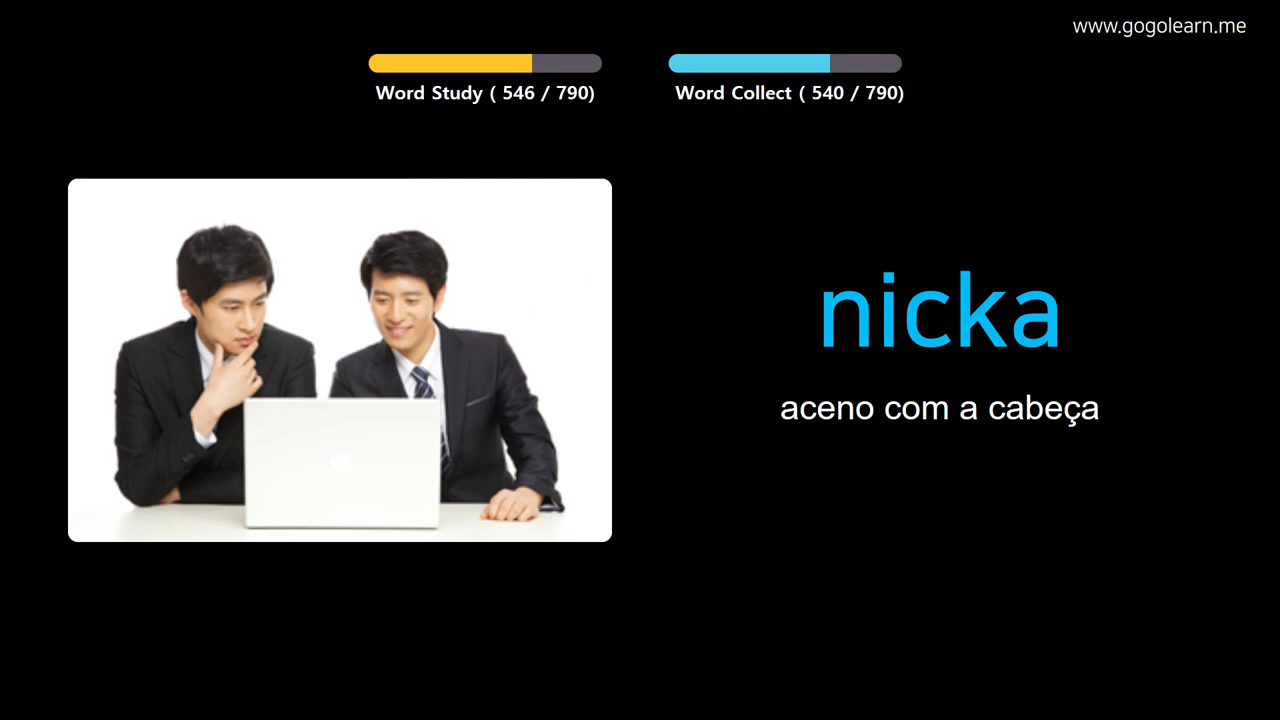 www.gogolearn.me
Word Study ( 546 / 790)
Word Collect ( 540 / 790)
nicka
aceno com a cabeça